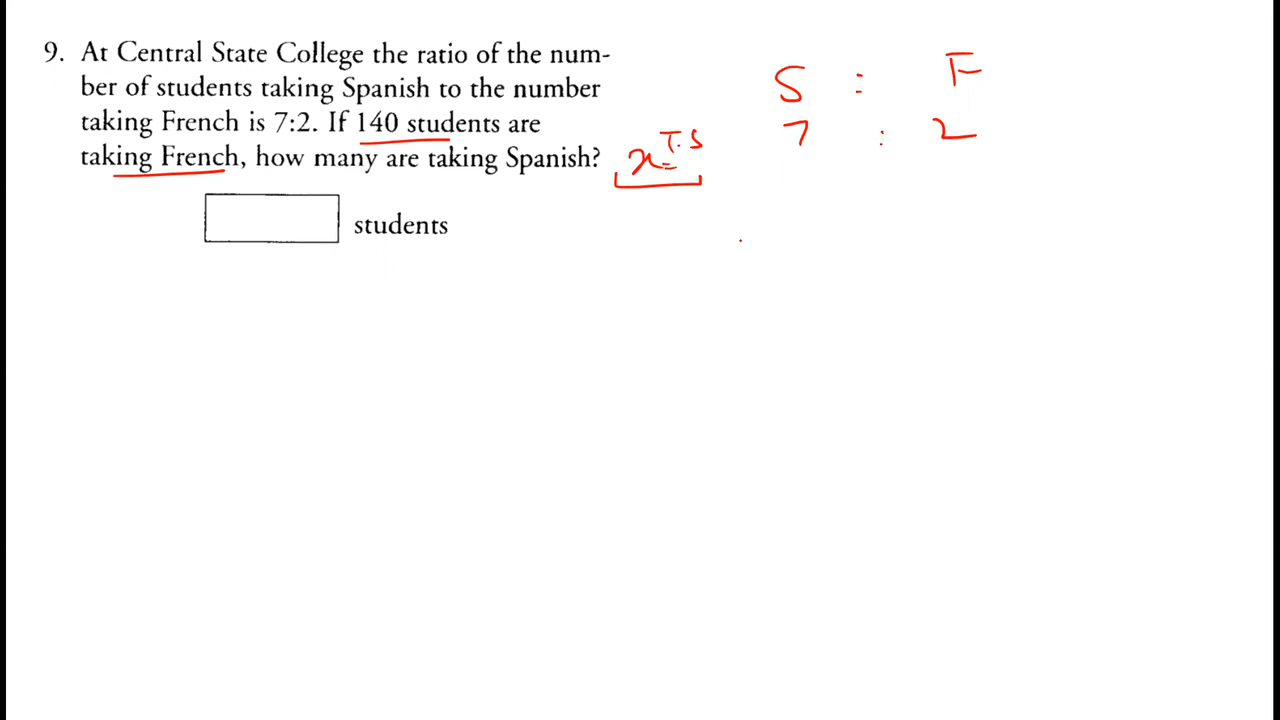 9. At Central State College the ratio of the num-
ber of students taking Spanish to the number
taking French is 7:2. If 140 students are
taking French, how many are taking Spanish?
x = T.S
students
S : F
7 : 2